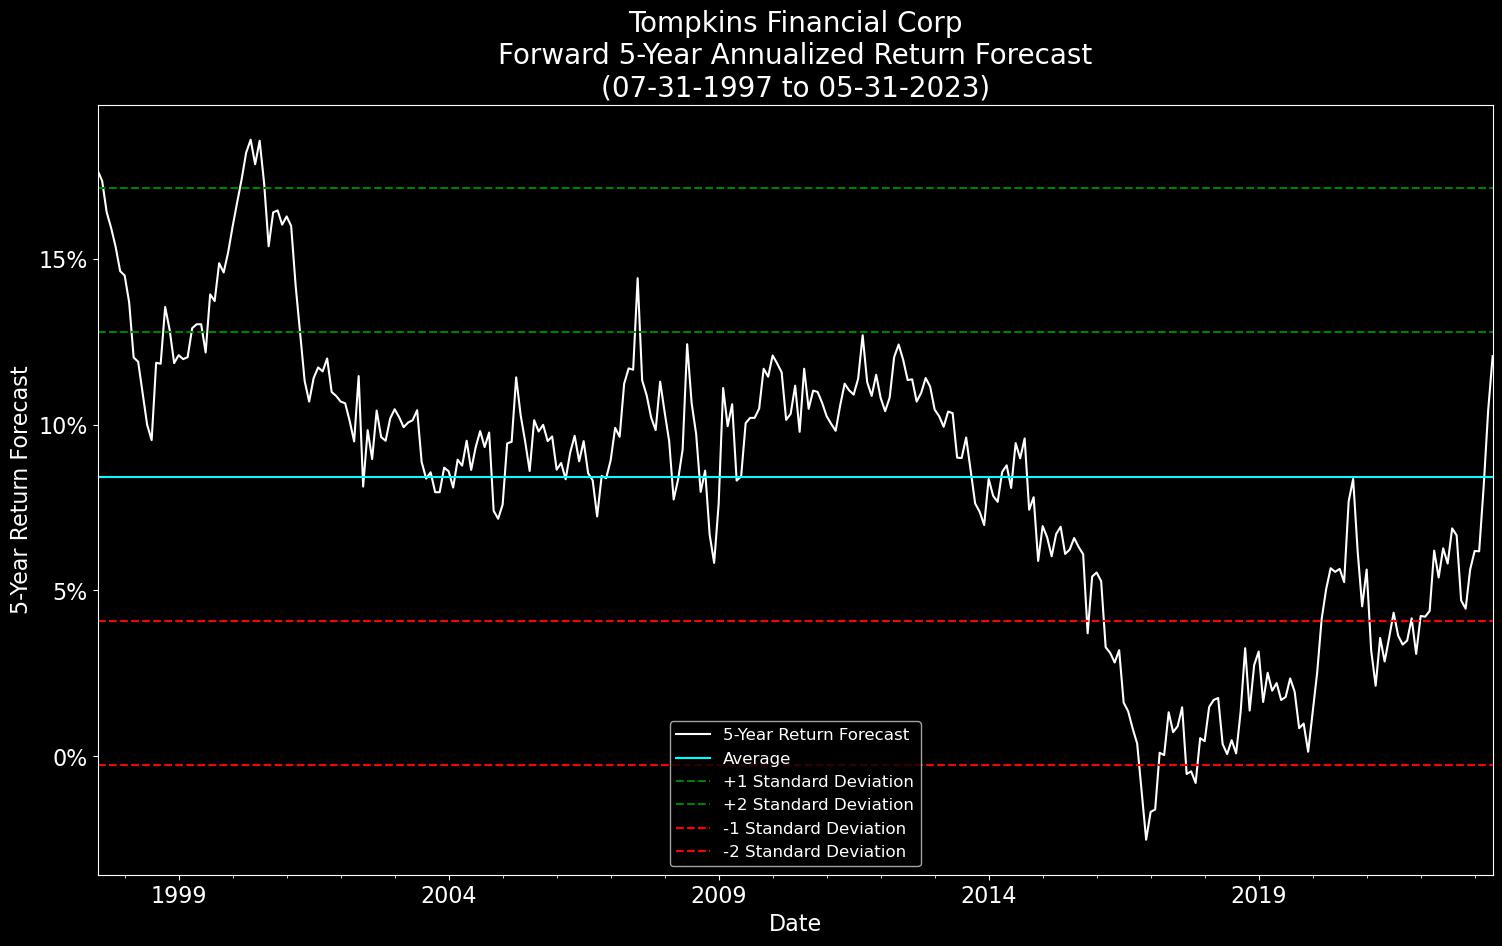 Tompkins Financial Corp
Forward 5-Year Annualized Return Forecast
(07-31-1997 to 05-31-2023)
5-Year Return Forecast
15%
10%
5%
0%
5-Year Return Forecast
Average
+1 Standard Deviation
+2 Standard Deviation
-1 Standard Deviation
-2 Standard Deviation
1999 2004 2009 2014 2019
Date